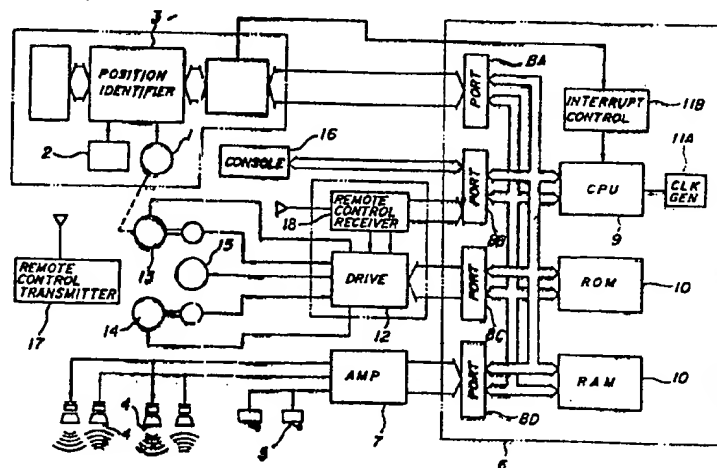 3
POSITION
IDENTIFIER
2
1
8A
PORT
INTERRUPT
CONTROL
11B
11A
16
CONSOLE
PORT
8B
CPU
9
CLK
GEN
REMOTE
CONTROL
RECEIVER
18
13
15
DRIVE
12
PORT
8C
ROM
10
REMOTE
CONTROL
TRANSMITTER
17
14
AMP
7
PORT
8D
RAM
10
4
4
6